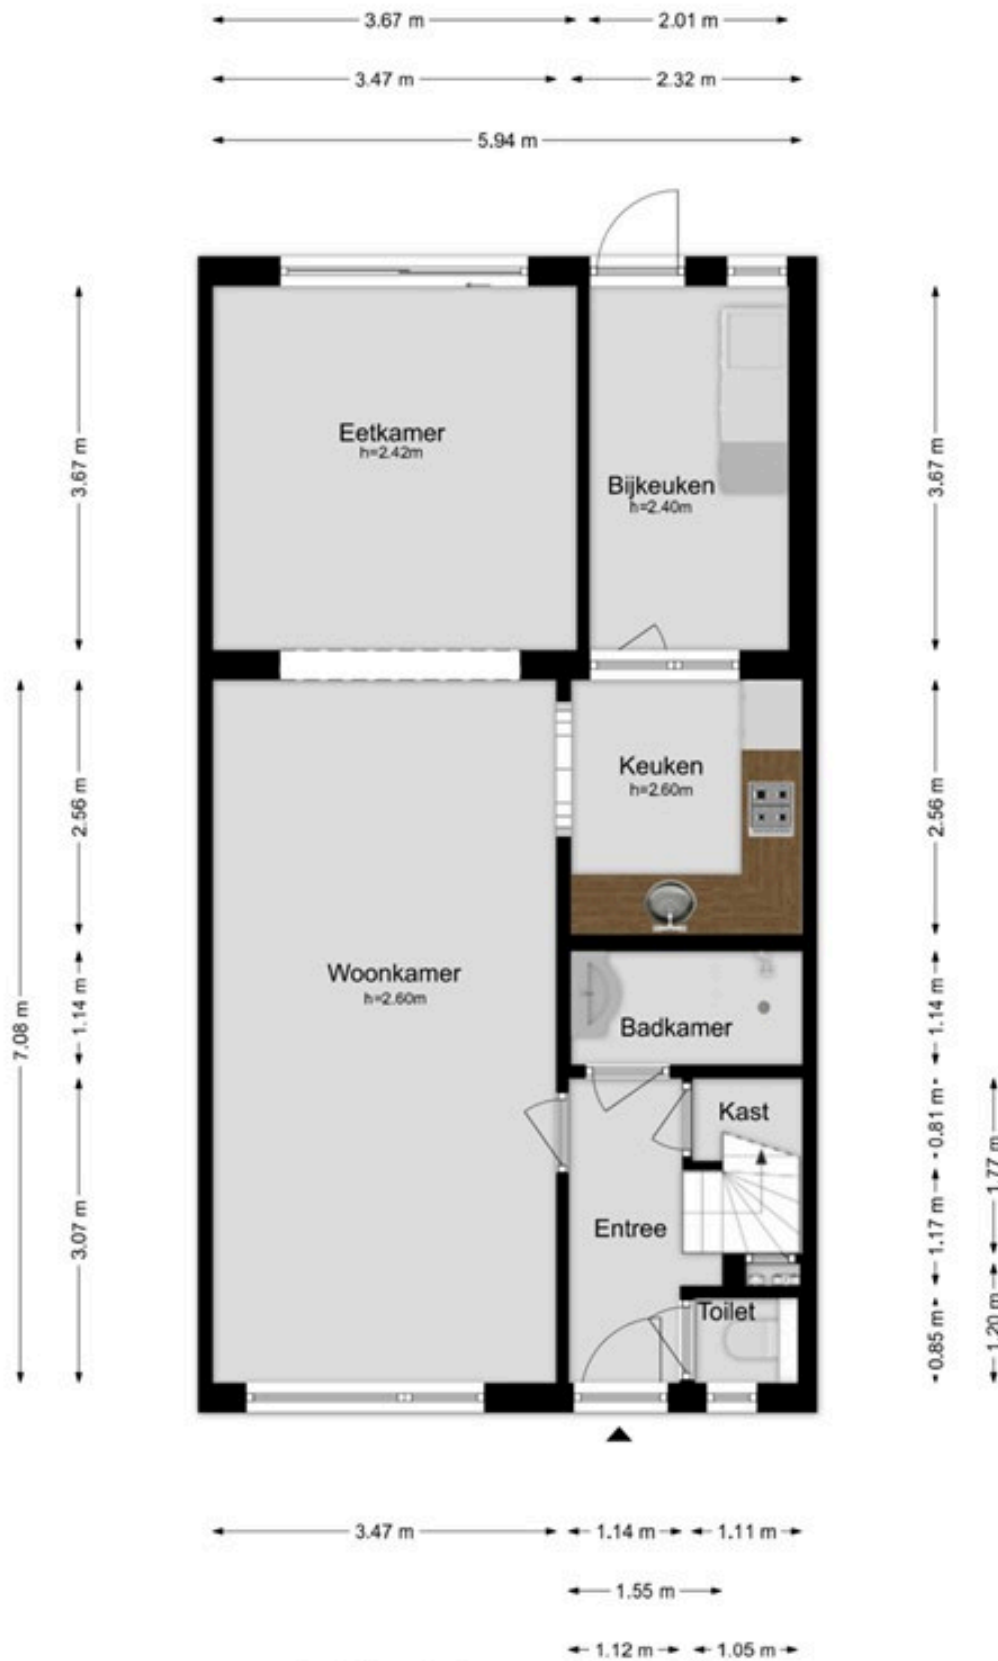 3.67 m 2.01 m
3.47 m 2.32 m
5.94 m
Eetkamer
h=2.42m
3.67 m
Bijkeuken
h=2.40m
3.67 m
Keuken
h=2.60m
2.56 m
2.56 m
Woonkamer
h=2.60m
7.08 m
1.14 m
Badkamer
1.14 m
Kast
0.81 m
1.77 m
3.07 m
Entree
1.17 m
Toilet
0.85 m
1.20 m
3.47 m 1.14 m 1.11 m
1.55 m
1.12 m 1.05 m